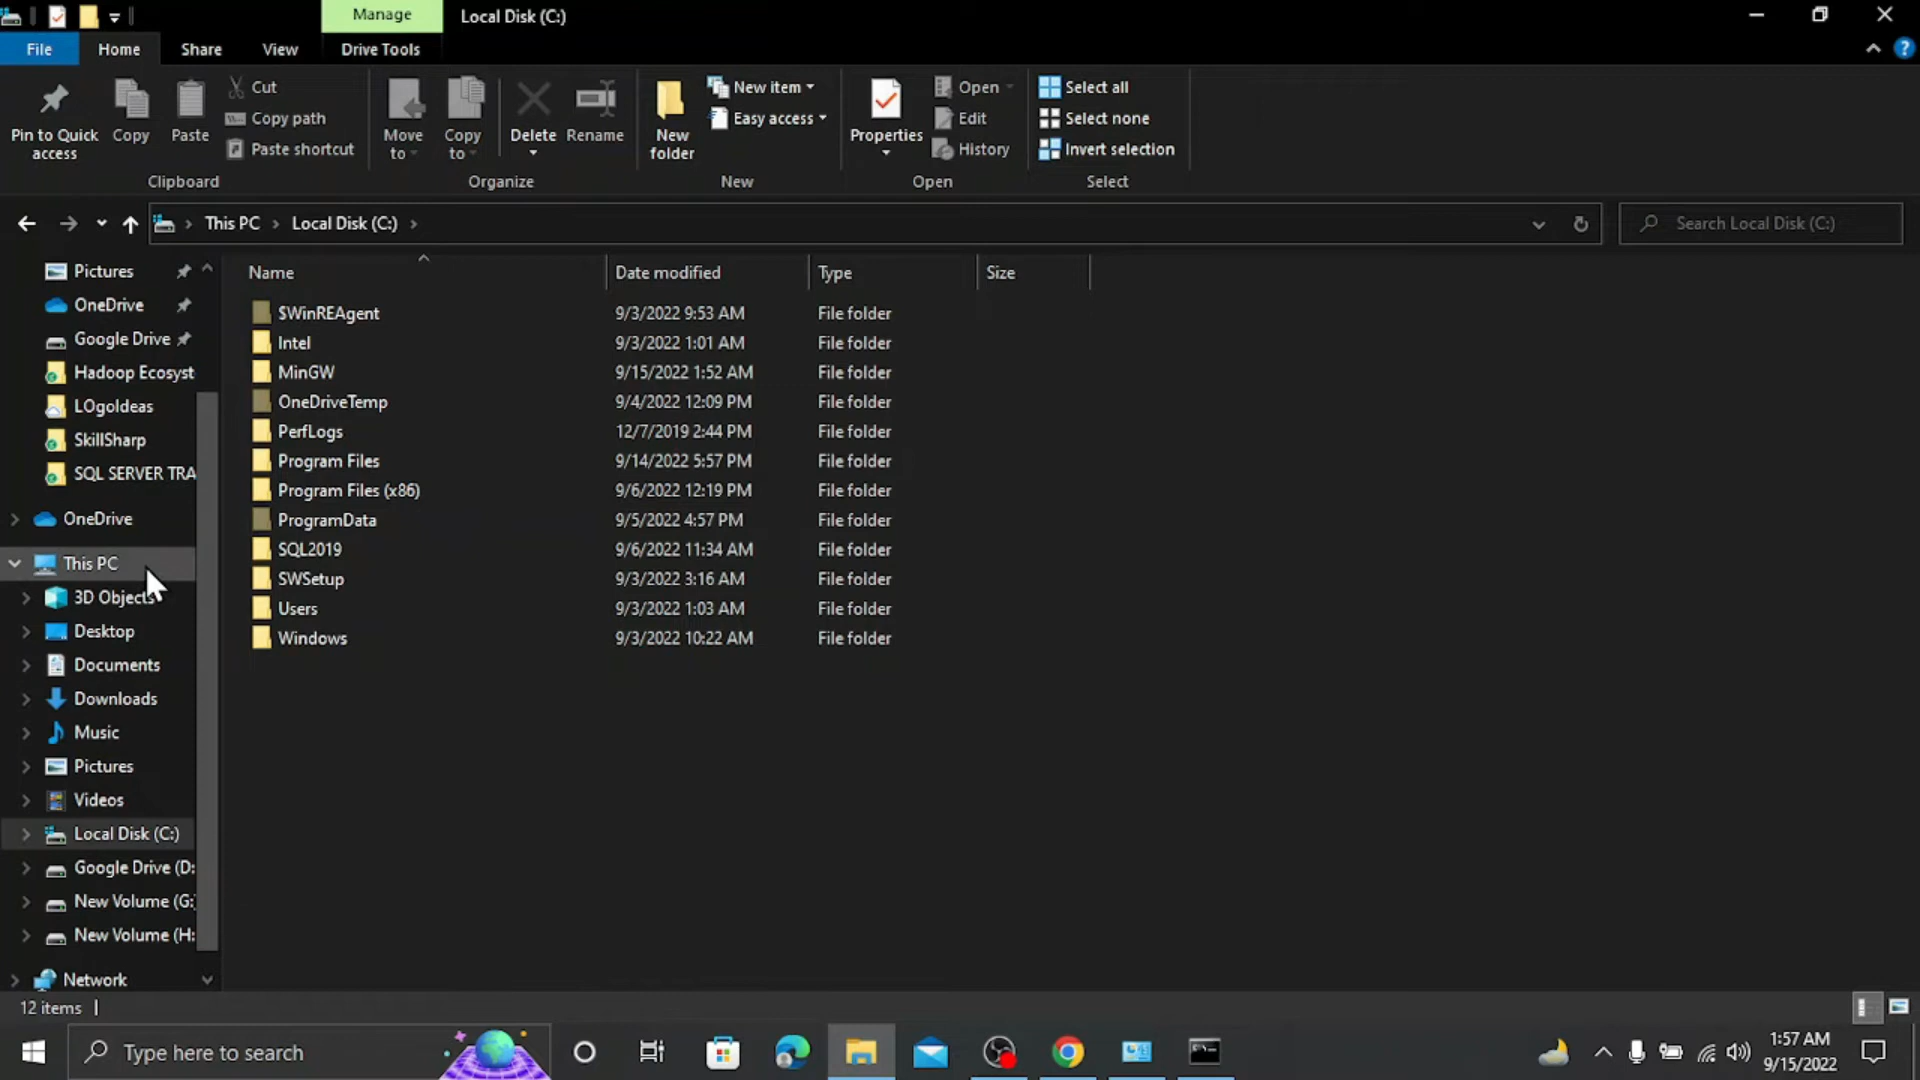 Manage
Local Disk (C:)
File
Home
Share
View
Drive Tools
Pin to Quick access
Copy
Paste
Cut
Copy path
Paste shortcut
Clipboard
Move to
Copy to
Delete
Rename
Organize
New folder
New item
Easy access
New
Properties
Open
Edit
History
Open
Select all
Select none
Invert selection
Select
This PC
Local Disk (C:)
Search Local Disk (C:)
Name Date modified Type Size
Pictures
OneDrive
Google Drive
Hadoop Ecosyst
LOgoIdeas
SkillSharp
SQL SERVER TRA
OneDrive
This PC
3D Objects
Desktop
Documents
Downloads
Music
Pictures
Videos
Local Disk (C:)
Google Drive (D:
New Volume (G:
New Volume (H:
Network
$WinREAgent 9/3/2022 9:53 AM File folder
Intel 9/3/2022 1:01 AM File folder
MinGW 9/15/2022 1:52 AM File folder
OneDriveTemp 9/4/2022 12:09 PM File folder
PerfLogs 12/7/2019 2:44 PM File folder
Program Files 9/14/2022 5:57 PM File folder
Program Files (x86) 9/6/2022 12:19 PM File folder
ProgramData 9/5/2022 4:57 PM File folder
SQL2019 9/6/2022 11:34 AM File folder
SWSetup 9/3/2022 3:16 AM File folder
Users 9/3/2022 1:03 AM File folder
Windows 9/3/2022 10:22 AM File folder
12 items
Type here to search
1:57 AM
9/15/2022